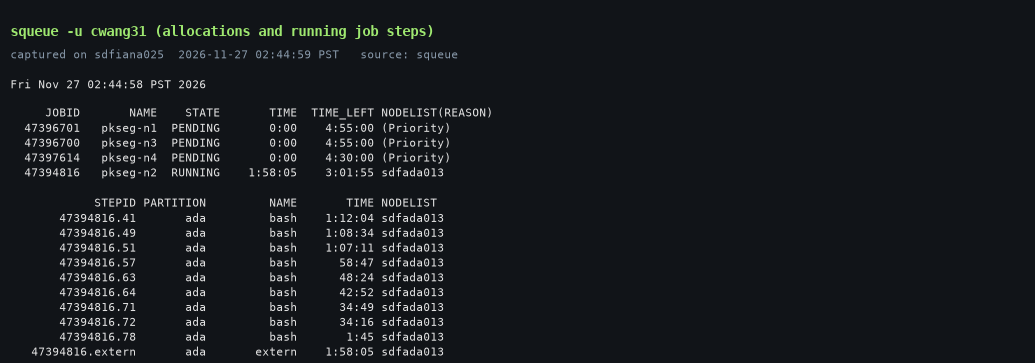 squeue -u cwang31 (allocations and running job steps)
captured on sdfiana025  2026-11-27 02:44:59 PST   source: squeue
Fri Nov 27 02:44:58 PST 2026
JOBID       NAME    STATE       TIME  TIME_LEFT NODELIST(REASON)
47396701   pkseg-n1  PENDING       0:00    4:55:00 (Priority)
47396700   pkseg-n3  PENDING       0:00    4:55:00 (Priority)
47397614   pkseg-n4  PENDING       0:00    4:30:00 (Priority)
47394816   pkseg-n2  RUNNING    1:58:05    3:01:55 sdfada013
STEPID PARTITION         NAME       TIME NODELIST
47394816.41       ada         bash    1:12:04 sdfada013
47394816.49       ada         bash    1:08:34 sdfada013
47394816.51       ada         bash    1:07:11 sdfada013
47394816.57       ada         bash      58:47 sdfada013
47394816.63       ada         bash      48:24 sdfada013
47394816.64       ada         bash      42:52 sdfada013
47394816.71       ada         bash      34:49 sdfada013
47394816.72       ada         bash      34:16 sdfada013
47394816.78       ada         bash       1:45 sdfada013
47394816.extern       ada       extern    1:58:05 sdfada013